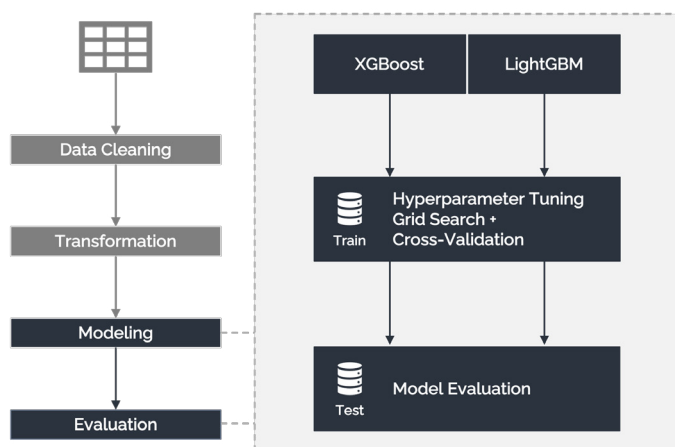 Data Cleaning
Transformation
Modeling
Evaluation
XGBoost
LightGBM
Train
Hyperparameter Tuning
Grid Search +
Cross-Validation
Test
Model Evaluation